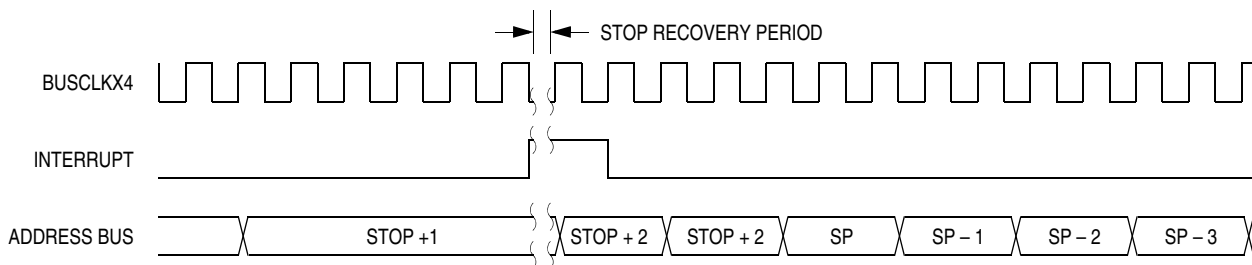 STOP RECOVERY PERIOD
BUSCLKX4
INTERRUPT
ADDRESS BUS STOP +1 STOP + 2 STOP + 2 SP SP – 1 SP – 2 SP – 3